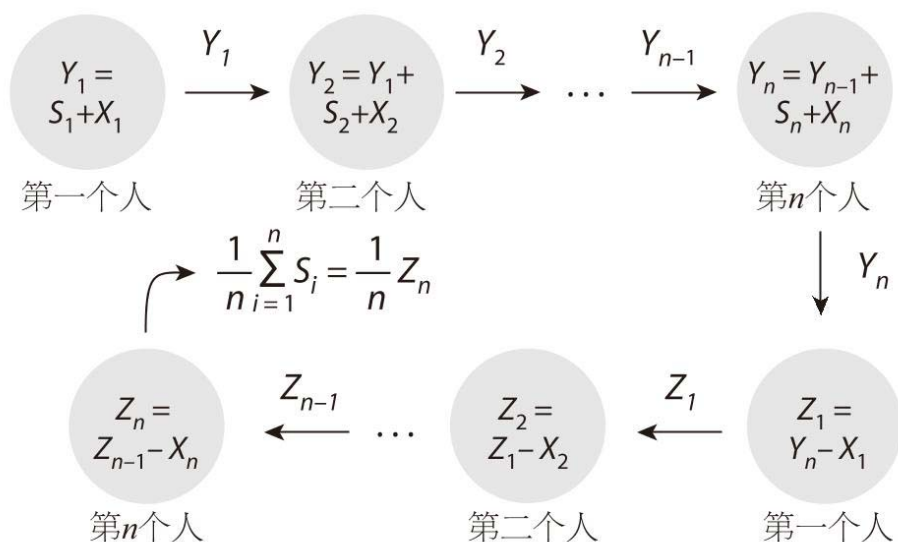 Y₁ =
S₁+X₁
Y₁
Y₂ = Y₁+
S₂+X₂
Y₂
…
Yₙ₋₁
Yₙ = Yₙ₋₁+
Sₙ+Xₙ
第一个人
第二个人
第n个人
Yₙ
1/n ∑ᵢ₌₁ⁿ Sᵢ = 1/n Zₙ
Zₙ =
Zₙ₋₁– Xₙ
Zₙ₋₁
…
Z₂ =
Z₁– X₂
Z₁
Z₁ =
Yₙ– X₁
第n个人
第二个人
第一个人